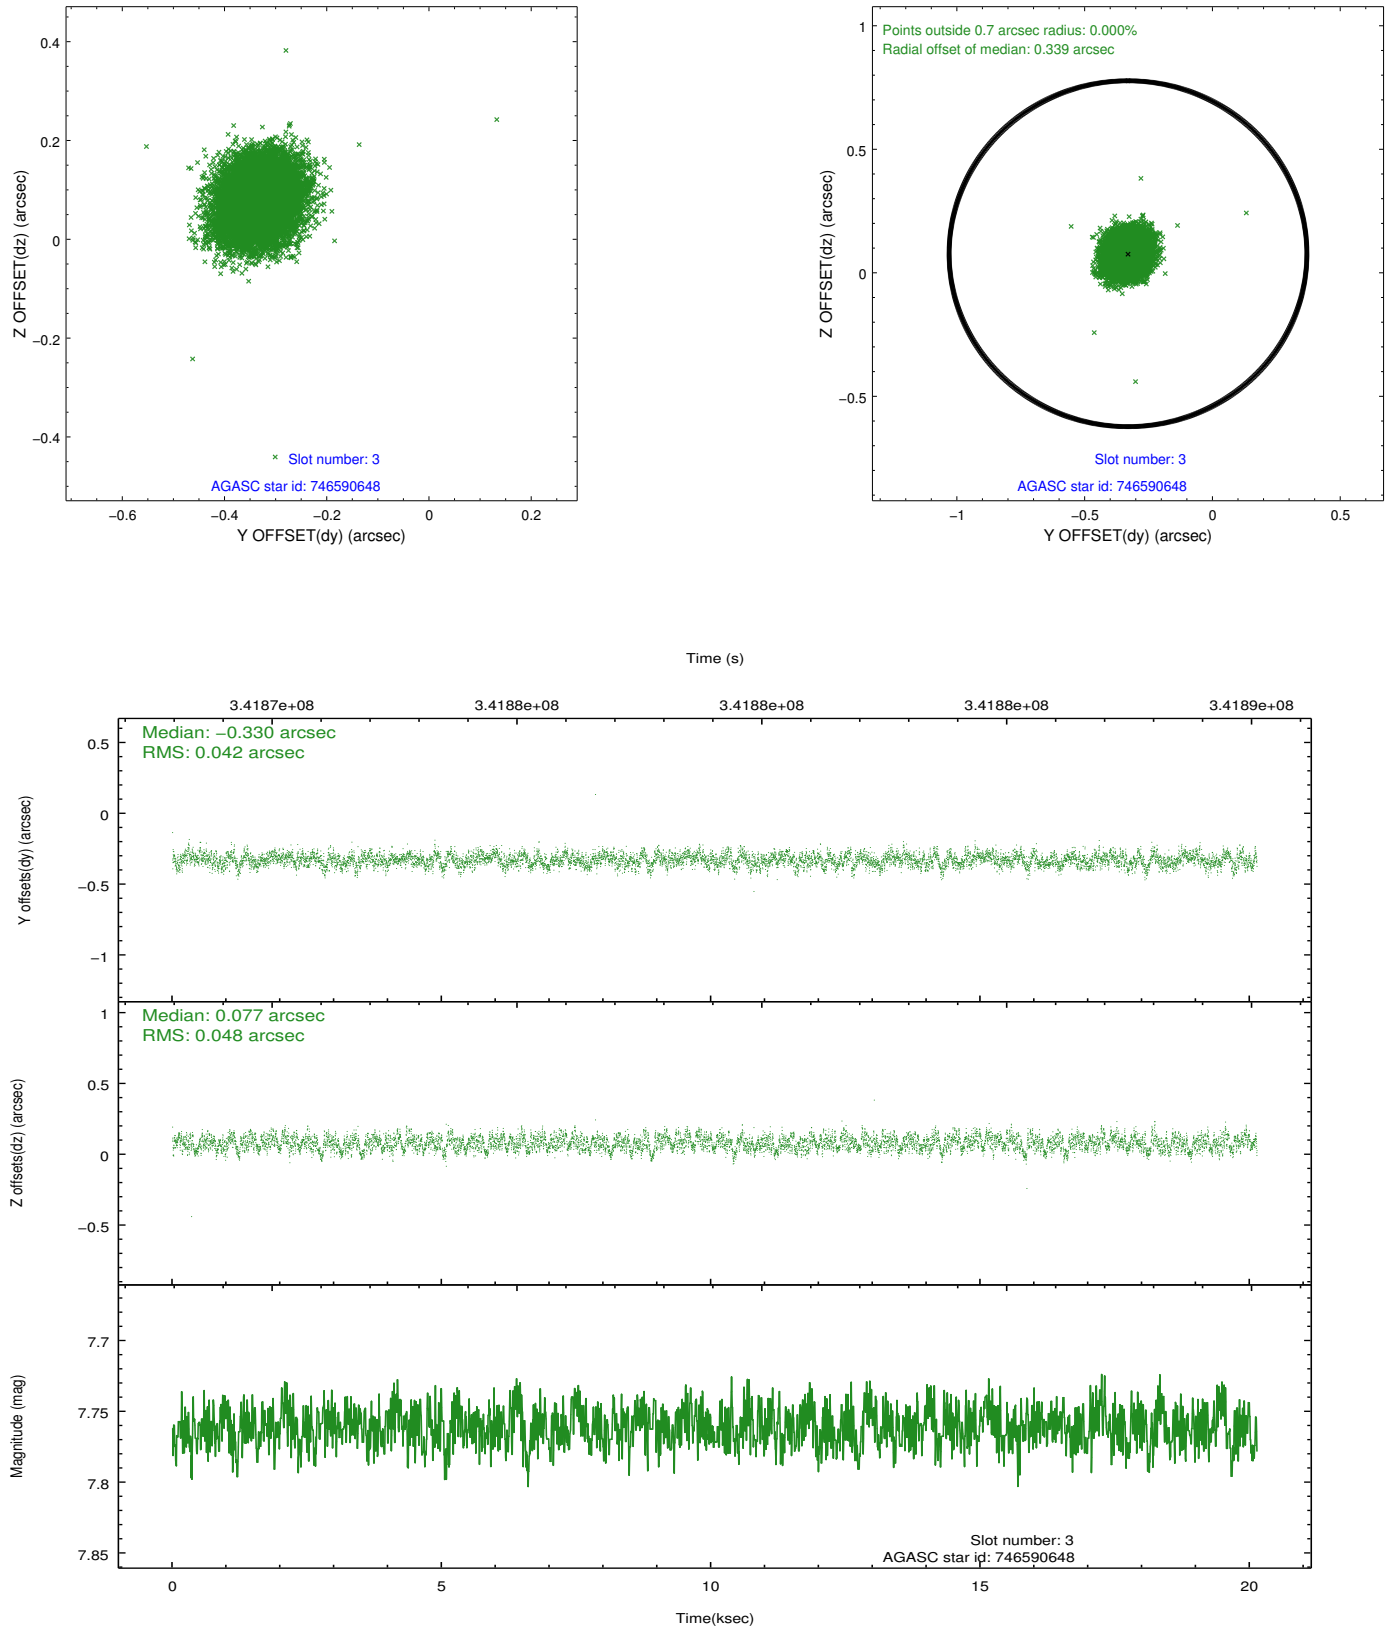 0.4
0.2
0
−0.2
−0.4
Z OFFSET(dz) (arcsec)
Slot number: 3
AGASC star id: 746590648
−0.6
−0.4
−0.2
0
0.2
Y OFFSET(dy) (arcsec)
Points outside 0.7 arcsec radius: 0.000%
Radial offset of median: 0.339 arcsec
1
0.5
0
−0.5
Z OFFSET(dz) (arcsec)
Slot number: 3
AGASC star id: 746590648
−1
−0.5
0
0.5
Y OFFSET(dy) (arcsec)
Time (s)
3.4187e+08
3.4188e+08
3.4188e+08
3.4188e+08
3.4189e+08
Median: −0.330 arcsec
RMS: 0.042 arcsec
0.5
0
−0.5
−1
Y offsets(dy) (arcsec)
Median: 0.077 arcsec
RMS: 0.048 arcsec
1
0.5
0
−0.5
Z offsets(dz) (arcsec)
7.7
7.75
7.8
7.85
Magnitude (mag)
Slot number: 3
AGASC star id: 746590648
0
5
10
15
20
Time(ksec)